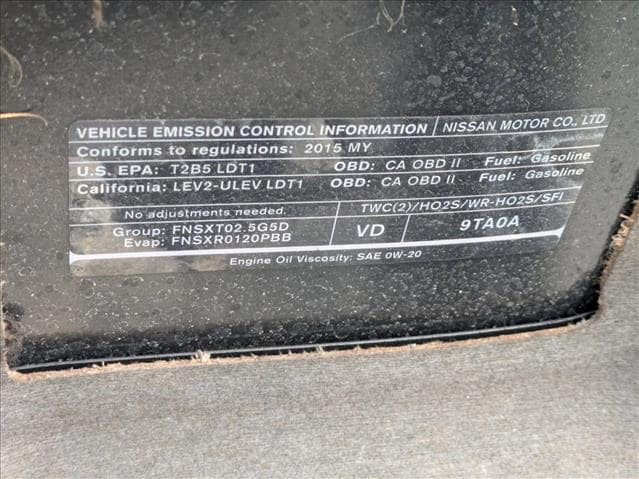 VEHICLE EMISSION CONTROL INFORMATION NISSAN MOTOR CO., LTD
Conforms to regulations: 2015 MY
U.S. EPA: T2B5 LDT1 OBD: CA OBD II Fuel: Gasoline
California: LEV2-ULEV LDT1 OBD: CA OBD II Fuel: Gasoline
No adjustments needed. TWC(2)/HO2S/WR-HO2S/SFI
Group: FNSXT02.5G5D
Evap: FNSXR0120PBB
VD 9TA0A
Engine Oil Viscosity: SAE 0W-20